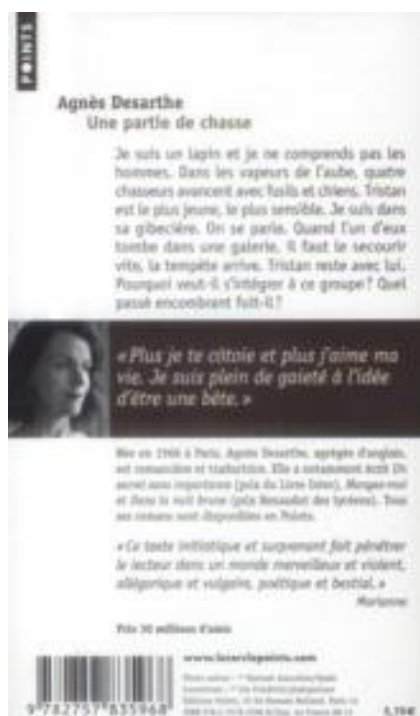 POINTS
Agnès Desarthe
Une partie de chasse
Je suis un lapin et je ne comprends pas les
hommes. Dans les vapeurs de l'aube, quatre
chasseurs avancent avec fusils et chiens. Tristan
est le plus jeune, le plus sensible. Je suis dans
sa gibecière. On se parle. Quand l'un d'eux
tombe dans une galerie, il faut le secourir
vite, la tempête arrive. Tristan reste avec lui.
Pourquoi veut-il s'intégrer à ce groupe ? Quel
passé encombrant fuit-il ?
« Plus je te côtoie et plus j'aime ma
vie. Je suis plein de gaieté à l'idée
d'être une bête. »
Née en 1966 à Paris, Agnès Desarthe, agrégée d'anglais,
est romancière et traductrice. Elle a notamment écrit Un
secret sans importance (prix du Livre Inter), Mangez-moi
et Dans la nuit brune (prix Renaudot des lycéens). Tous
ses romans sont disponibles en Points.
« Ce texte initiatique et surprenant fait pénétrer
le lecteur dans un monde merveilleux et violent,
allégorique et vulgaire, poétique et bestial. »
Marianne
Prix 30 millions d'amis
www.lecerclepoints.com
9 782757 835968